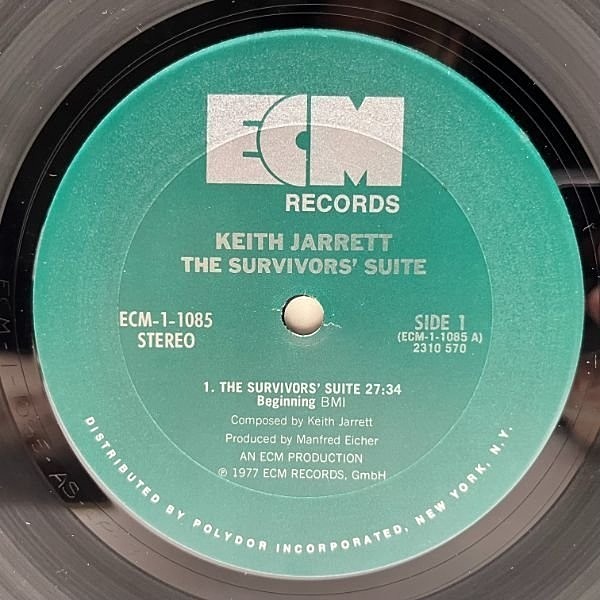 ECM
RECORDS
KEITH JARRETT
THE SURVIVORS' SUITE
ECM-1-1085
STEREO
SIDE 1
(ECM-1-1085 A)
2310 570
1. THE SURVIVORS' SUITE 27:34
Beginning BMI
Composed by Keith Jarrett
Produced by Manfred Eicher
AN ECM PRODUCTION
℗ 1977 ECM RECORDS, GmbH
DISTRIBUTED BY POLYDOR INCORPORATED, NEW YORK, N.Y.